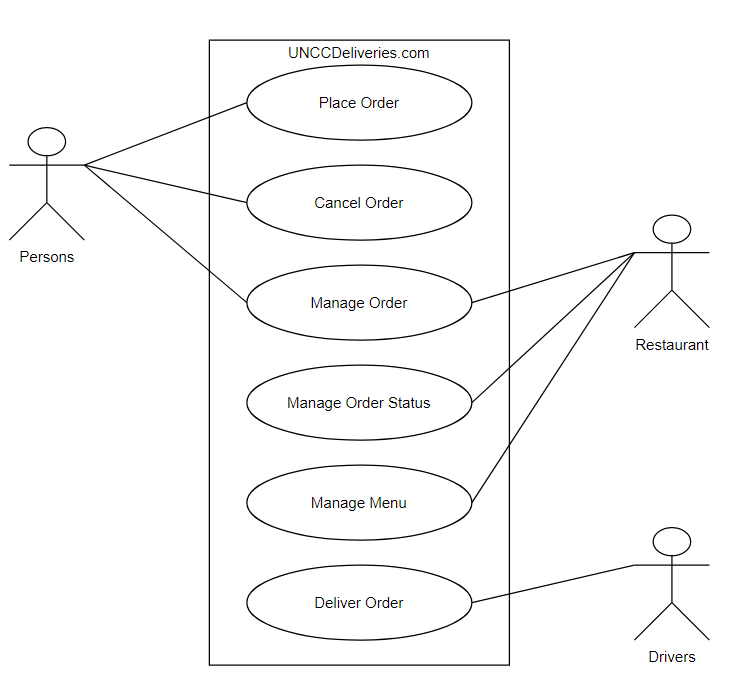 UNCCDeliveries.com
Place Order
Cancel Order
Persons
Manage Order
Restaurant
Manage Order Status
Manage Menu
Deliver Order
Drivers